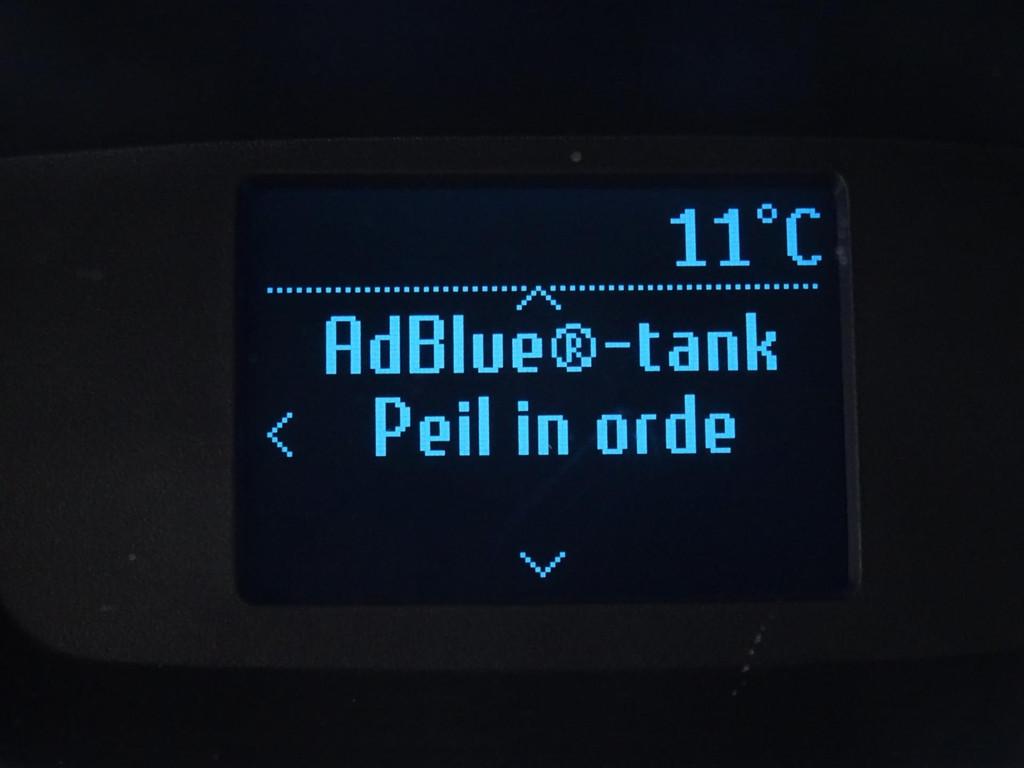 11°C
AdBlue®-tank
Peil in orde